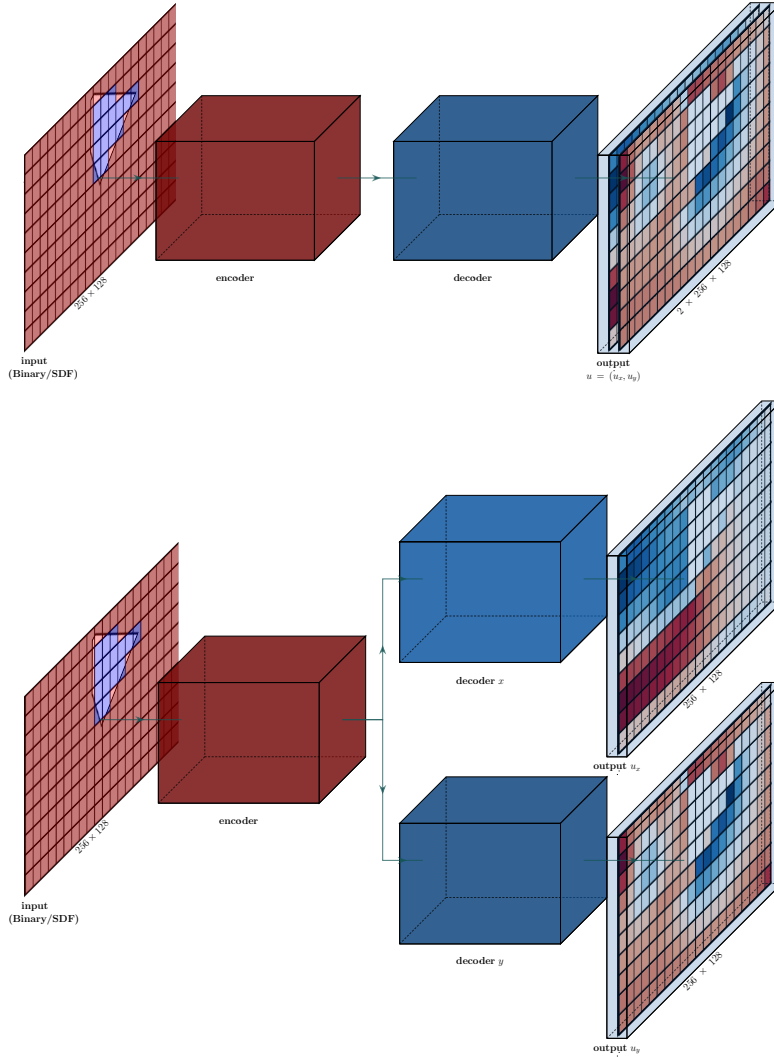 256 × 128
encoder
decoder
2 × 256 × 128
input
(Binary/SDF)
output
u = (u_x, u_y)
256 × 128
encoder
decoder x
256 × 128
output u_x
input
(Binary/SDF)
decoder y
256 × 128
output u_y